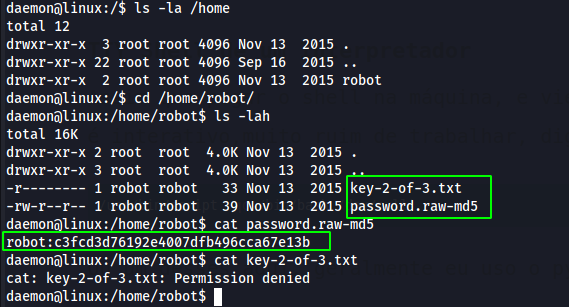 daemon@linux:/$ ls -la /home
total 12
drwxr-xr-x  3 root root 4096 Nov 13  2015 .
drwxr-xr-x 22 root root 4096 Sep 16  2015 ..
drwxr-xr-x  2 root root 4096 Nov 13  2015 robot
daemon@linux:/$ cd /home/robot/
daemon@linux:/home/robot$ ls -lah
total 16K
drwxr-xr-x 2 root  root  4.0K Nov 13  2015 .
drwxr-xr-x 3 root  root  4.0K Nov 13  2015 ..
-r-------- 1 robot robot   33 Nov 13  2015 key-2-of-3.txt
-rw-r--r-- 1 robot robot   39 Nov 13  2015 password.raw-md5
daemon@linux:/home/robot$ cat password.raw-md5
robot:c3fcd3d76192e4007dfb496cca67e13b
daemon@linux:/home/robot$ cat key-2-of-3.txt
cat: key-2-of-3.txt: Permission denied
daemon@linux:/home/robot$